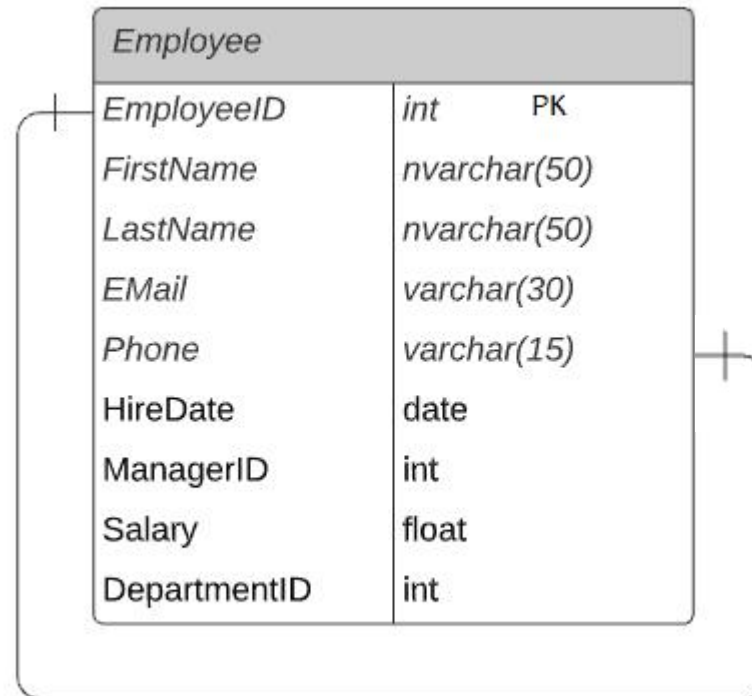 Employee
EmployeeID int PK
FirstName nvarchar(50)
LastName nvarchar(50)
EMail varchar(30)
Phone varchar(15)
HireDate date
ManagerID int
Salary float
DepartmentID int